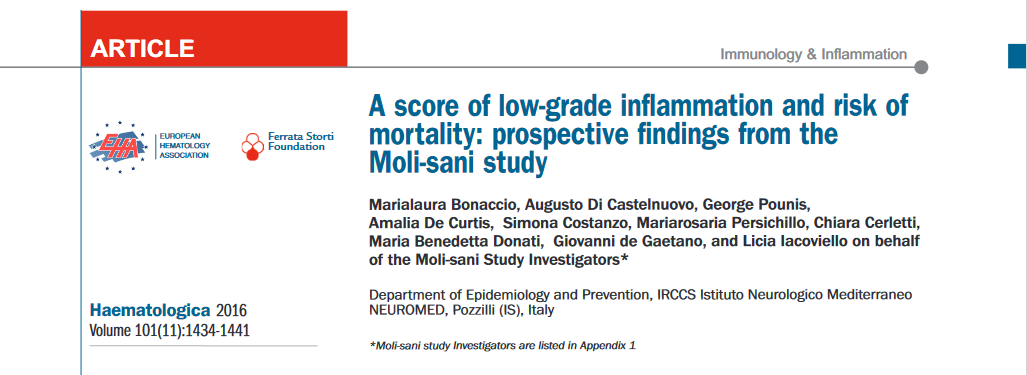 ARTICLE
Immunology & Inflammation
EHA
EUROPEAN
HEMATOLOGY
ASSOCIATION
Ferrata Storti
Foundation
A score of low-grade inflammation and risk of
mortality: prospective findings from the
Moli-sani study
Marialaura Bonaccio, Augusto Di Castelnuovo, George Pounis,
Amalia De Curtis, Simona Costanzo, Mariarosaria Persichillo, Chiara Cerletti,
Maria Benedetta Donati, Giovanni de Gaetano, and Licia Iacoviello on behalf
of the Moli-sani Study Investigators*
Department of Epidemiology and Prevention, IRCCS Istituto Neurologico Mediterraneo
NEUROMED, Pozzilli (IS), Italy
Haematologica 2016
Volume 101(11):1434-1441
*Moli-sani study Investigators are listed in Appendix 1